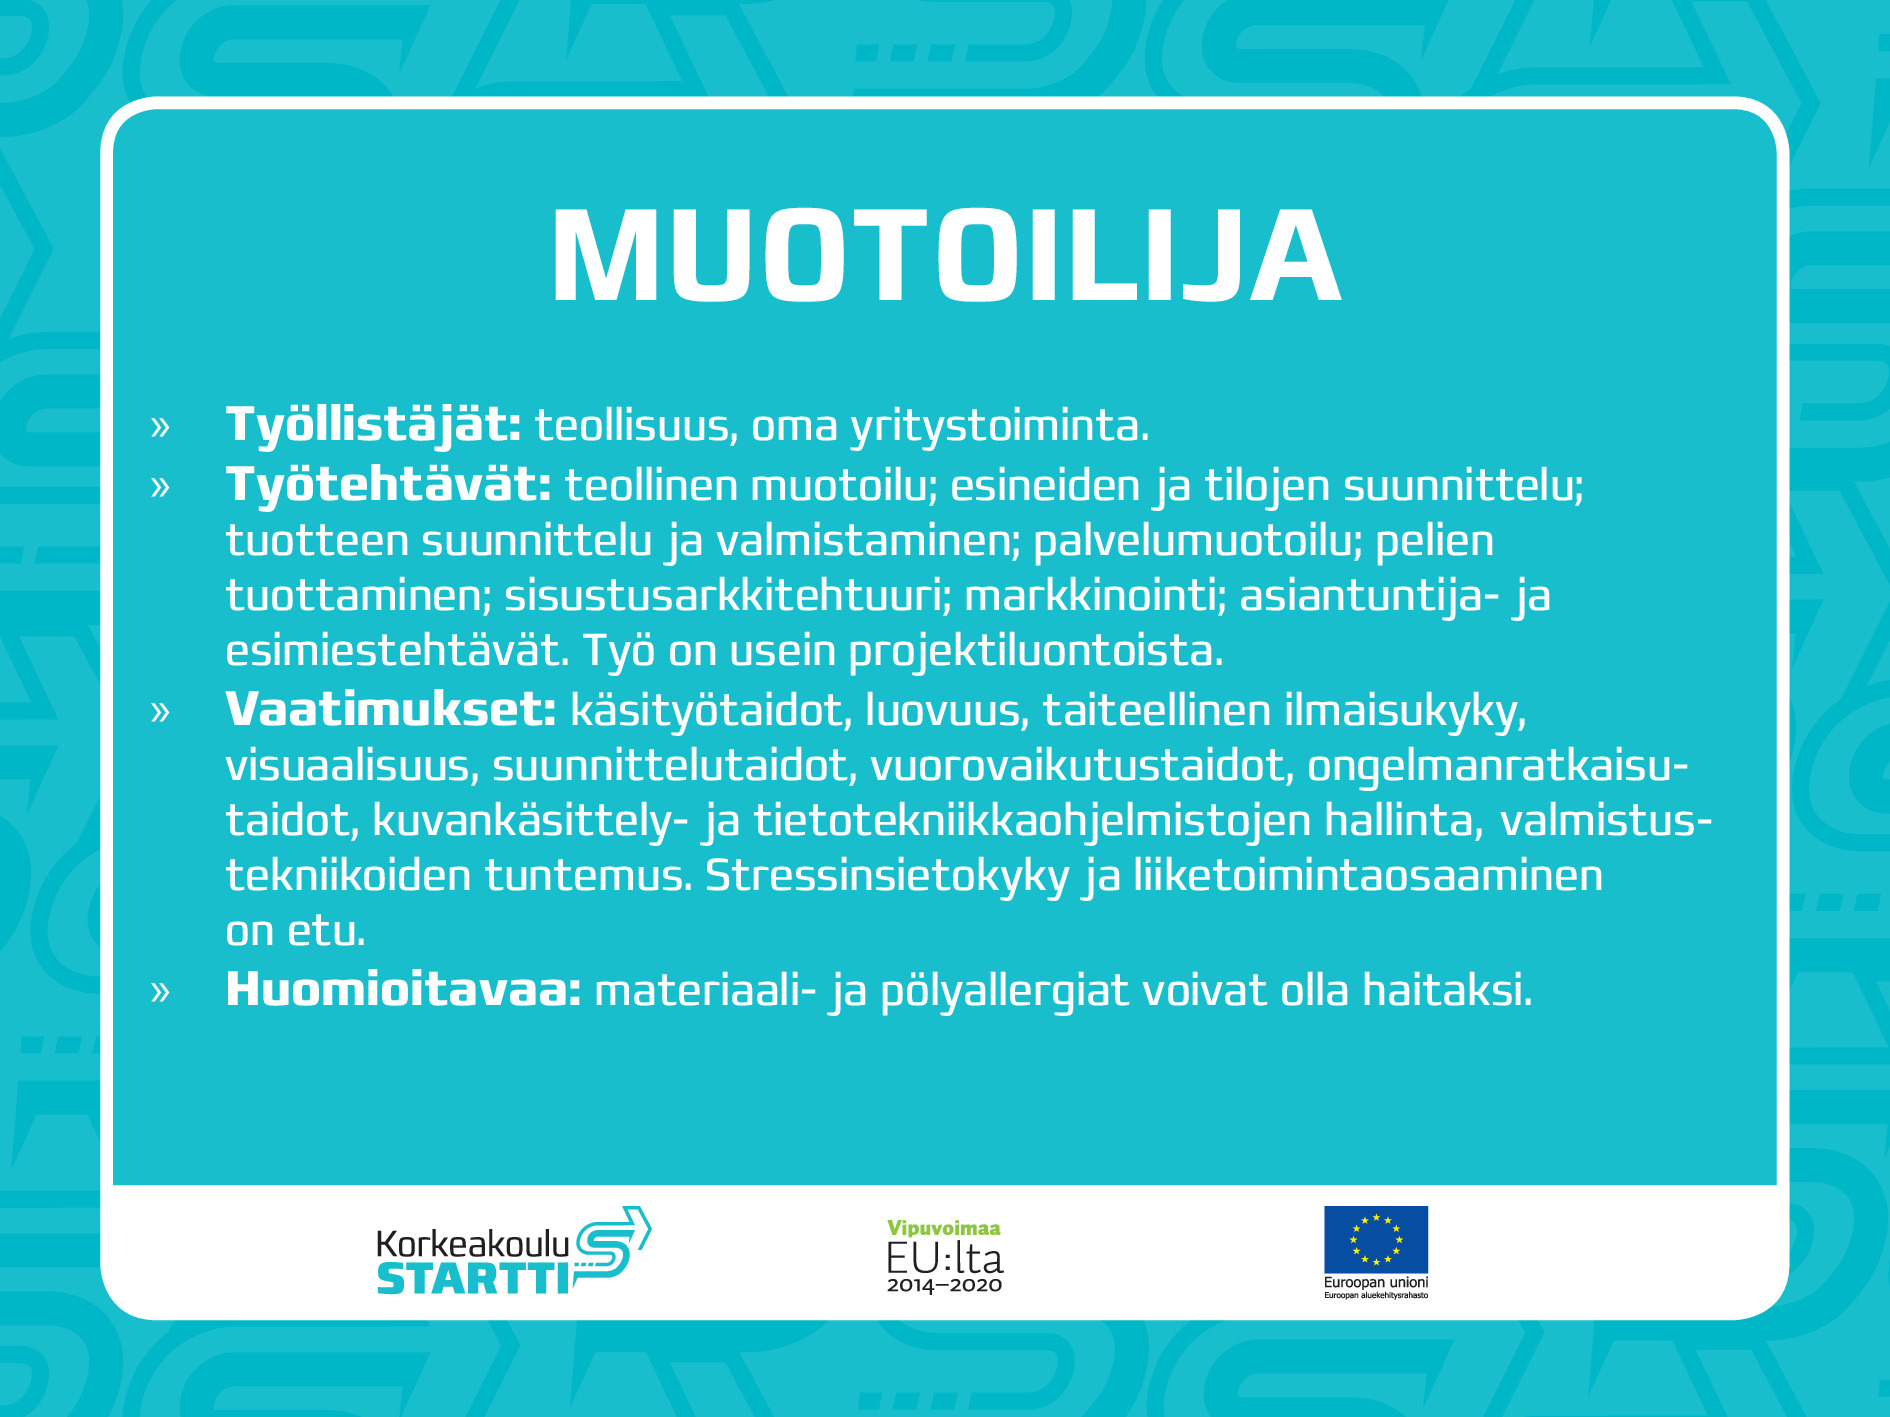 MUOTOILIJA
» Työllistäjät: teollisuus, oma yritystoiminta.
» Työtehtävät: teollinen muotoilu; esineiden ja tilojen suunnittelu;
tuotteen suunnittelu ja valmistaminen; palvelumuotoilu; pelien
tuottaminen; sisustusarkkitehtuuri; markkinointi; asiantuntija- ja
esimiestehtävät. Työ on usein projektiluontoista.
» Vaatimukset: käsityötaidot, luovuus, taiteellinen ilmaisukyky,
visuaalisuus, suunnittelutaidot, vuorovaikutustaidot, ongelmanratkaisu-
taidot, kuvankäsittely- ja tietotekniikkaohjelmistojen hallinta, valmistus-
tekniikoiden tuntemus. Stressinsietokyky ja liiketoimintaosaaminen
on etu.
» Huomioitavaa: materiaali- ja pölyallergiat voivat olla haitaksi.
Korkeakoulu
STARTTI
Vipuvoimaa
EU:lta
2014–2020
Euroopan unioni
Euroopan aluekehitysrahasto